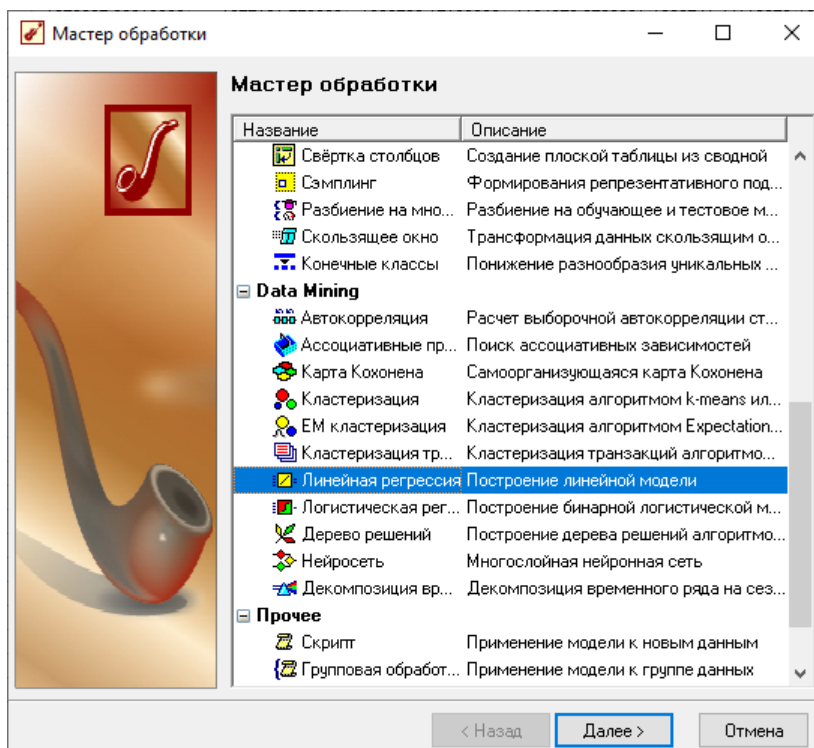 Мастер обработки
Мастер обработки
Название Описание
Свёртка столбцов Создание плоской таблицы из сводной
Сэмплинг Формирования репрезентативного под...
Разбиение на мно... Разбиение на обучающее и тестовое м...
Скользящее окно Трансформация данных скользящим о...
Конечные классы Понижение разнообразия уникальных ...
Data Mining
Автокорреляция Расчет выборочной автокорреляции ст...
Ассоциативные пр... Поиск ассоциативных зависимостей
Карта Кохонена Самоорганизующаяся карта Кохонена
Кластеризация Кластеризация алгоритмом k-means ил...
EM кластеризация Кластеризация алгоритмом Expectation...
Кластеризация тр... Кластеризация транзакций алгоритмо...
Линейная регрессия Построение линейной модели
Логистическая рег... Построение бинарной логистической м...
Дерево решений Построение дерева решений алгоритмо...
Нейросеть Многослойная нейронная сеть
Декомпозиция вр... Декомпозиция временного ряда на сез...
Прочее
Скрипт Применение модели к новым данным
Групповая обработ... Применение модели к группе данных
< Назад Далее > Отмена